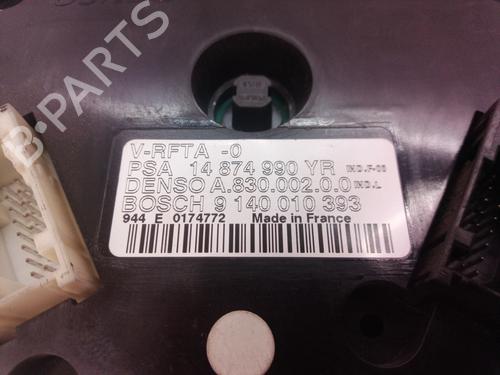 B-PARTS
V-RFTA -0
PSA 14 874 990 YR IND.F-00
DENSO A.830.002.0.0 IND.L
BOSCH 9 140 010 393
944 E 0174772 Made in France